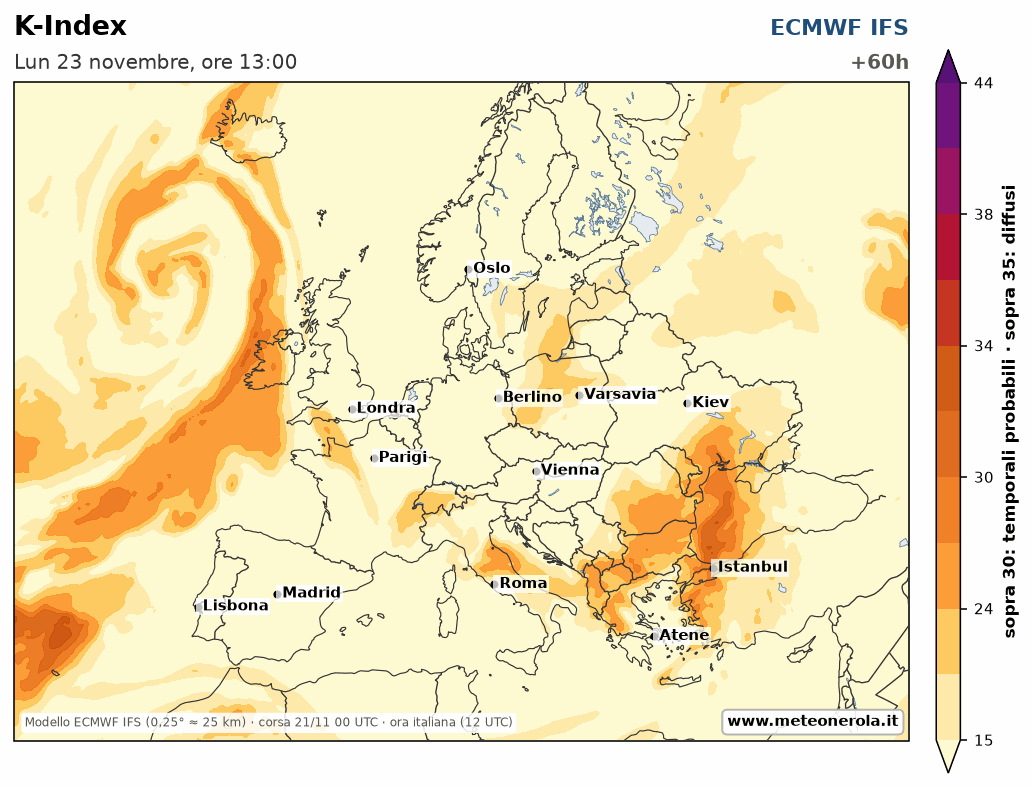 K-Index
ECMWF IFS
Lun 23 novembre, ore 13:00
+60h
44
38
34
30
24
15
sopra 30: temporali probabili · sopra 35: diffusi
Oslo
Berlino
Varsavia
Kiev
Londra
Parigi
Vienna
Istanbul
Roma
Madrid
Lisbona
Atene
Modello ECMWF IFS (0,25° ≈ 25 km) · corsa 21/11 00 UTC · ora italiana (12 UTC)
www.meteonerola.it